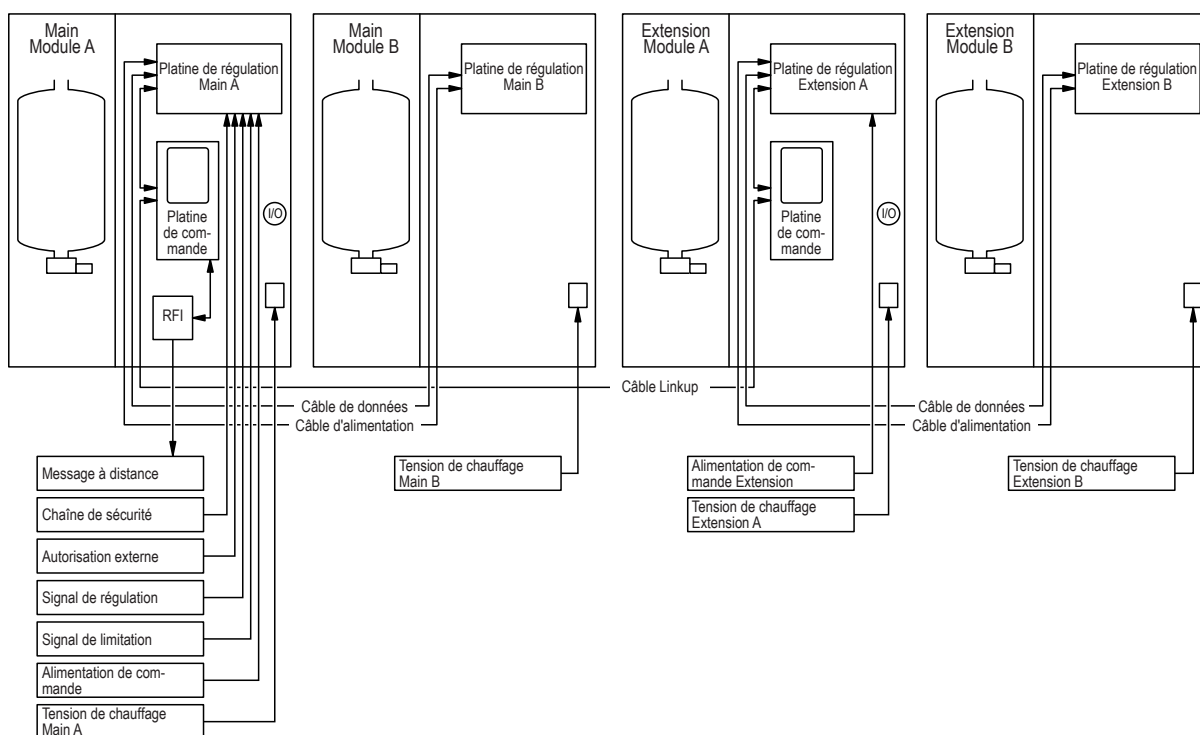 Main
Module A
Platine de régulation
Main A
Platine
de com-
mande
I/O
RFI
Main
Module B
Platine de régulation
Main B
Extension
Module A
Platine de régulation
Extension A
Platine
de com-
mande
I/O
Extension
Module B
Platine de régulation
Extension B
Câble Linkup
Câble de données
Câble d'alimentation
Câble de données
Câble d'alimentation
Message à distance
Chaîne de sécurité
Autorisation externe
Signal de régulation
Signal de limitation
Alimentation de com-
mande
Tension de chauffage
Main A
Tension de chauffage
Main B
Alimentation de com-
mande Extension
Tension de chauffage
Extension A
Tension de chauffage
Extension B